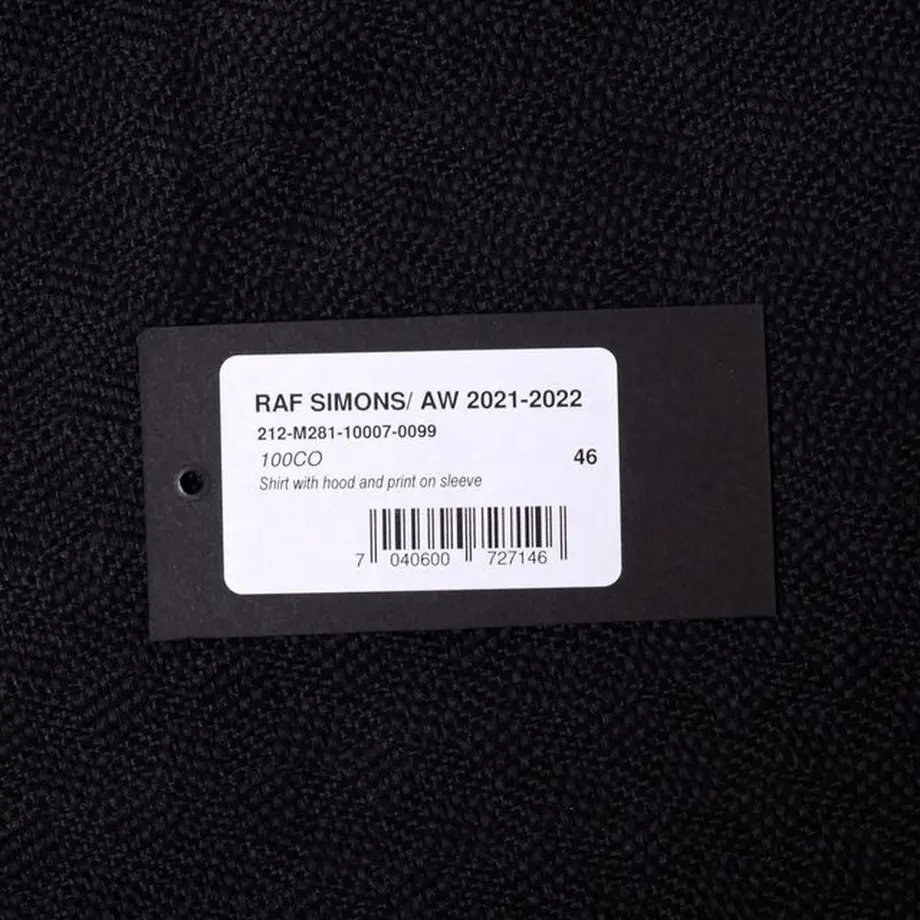 RAF SIMONS/ AW 2021-2022
212-M281-10007-0099
100CO
46
Shirt with hood and print on sleeve
7 040600 727146